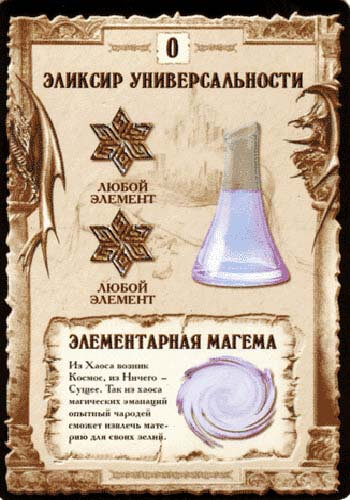 0
ЭЛИКСИР УНИВЕРСАЛЬНОСТИ
ЛЮБОЙ
ЭЛЕМЕНТ
ЛЮБОЙ
ЭЛЕМЕНТ
ЭЛЕМЕНТАРНАЯ МАГЕМА
Из Хаоса возник
Космос, из Ничего –
Сущее. Так из хаоса
магических эманаций
опытный чародей
сможет извлечь мате-
рию для своих зелий.